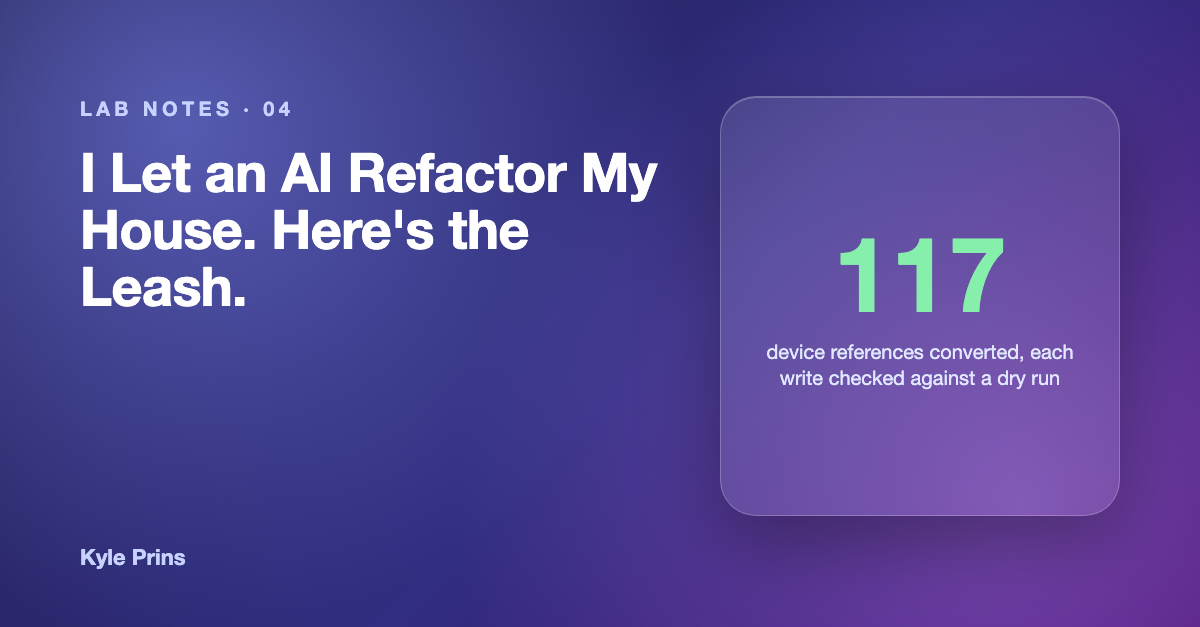 LAB NOTES · 04
I Let an AI Refactor My
House. Here's the
Leash.
117
device references converted, each
write checked against a dry run
Kyle Prins